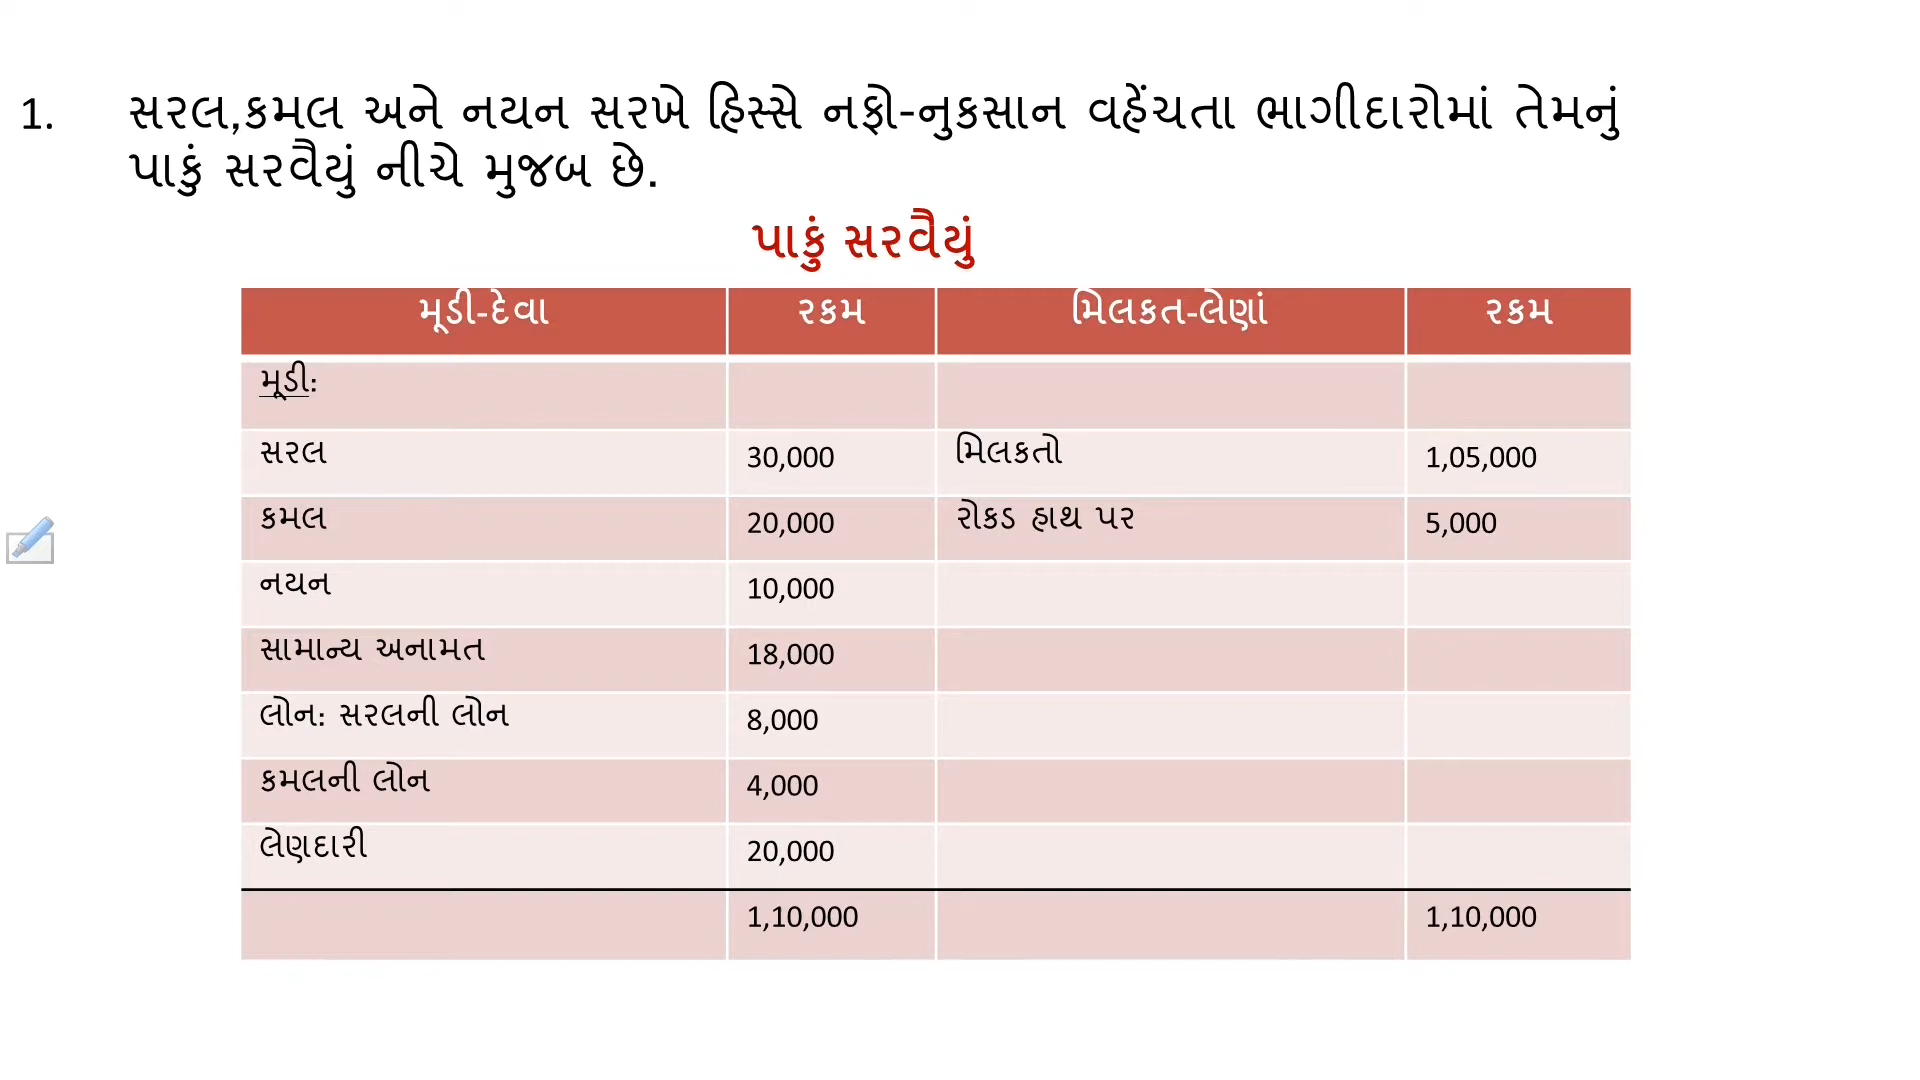 1. સરલ,કમલ અને નયન સરખે હિસ્સે નફો-નુકસાન વહેંચતા ભાગીદારોમાં તેમનું
પાકું સરવૈયું નીચે મુજબ છે.
પાકું સરવૈયું
મૂડી-દેવા રકમ મિલકત-લેણાં રકમ
મૂડી:
સરલ 30,000 મિલકતો 1,05,000
કમલ 20,000 રોકડ હાથ પર 5,000
નયન 10,000
સામાન્ય અનામત 18,000
લોન: સરલની લોન 8,000
કમલની લોન 4,000
લેણદારી 20,000
1,10,000 1,10,000